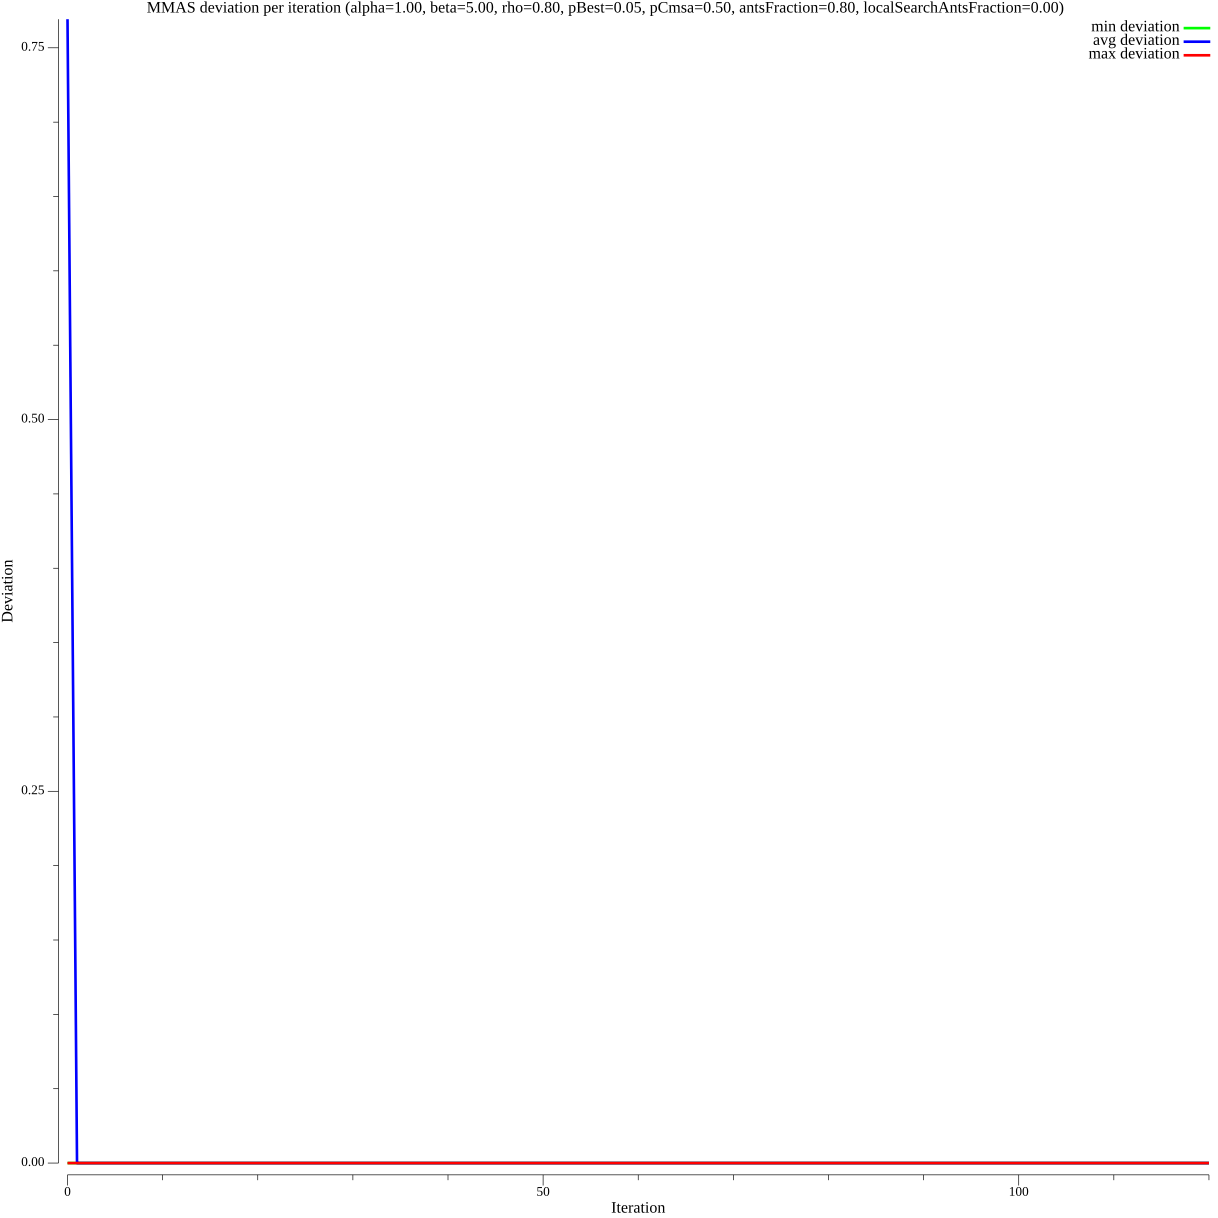 MMAS deviation per iteration (alpha=1.00, beta=5.00, rho=0.80, pBest=0.05, pCmsa=0.50, antsFraction=0.80, localSearchAntsFraction=0.00)
min deviation
avg deviation
max deviation
0.75
0.50
0.25
0.00
Deviation
0 50 100
Iteration